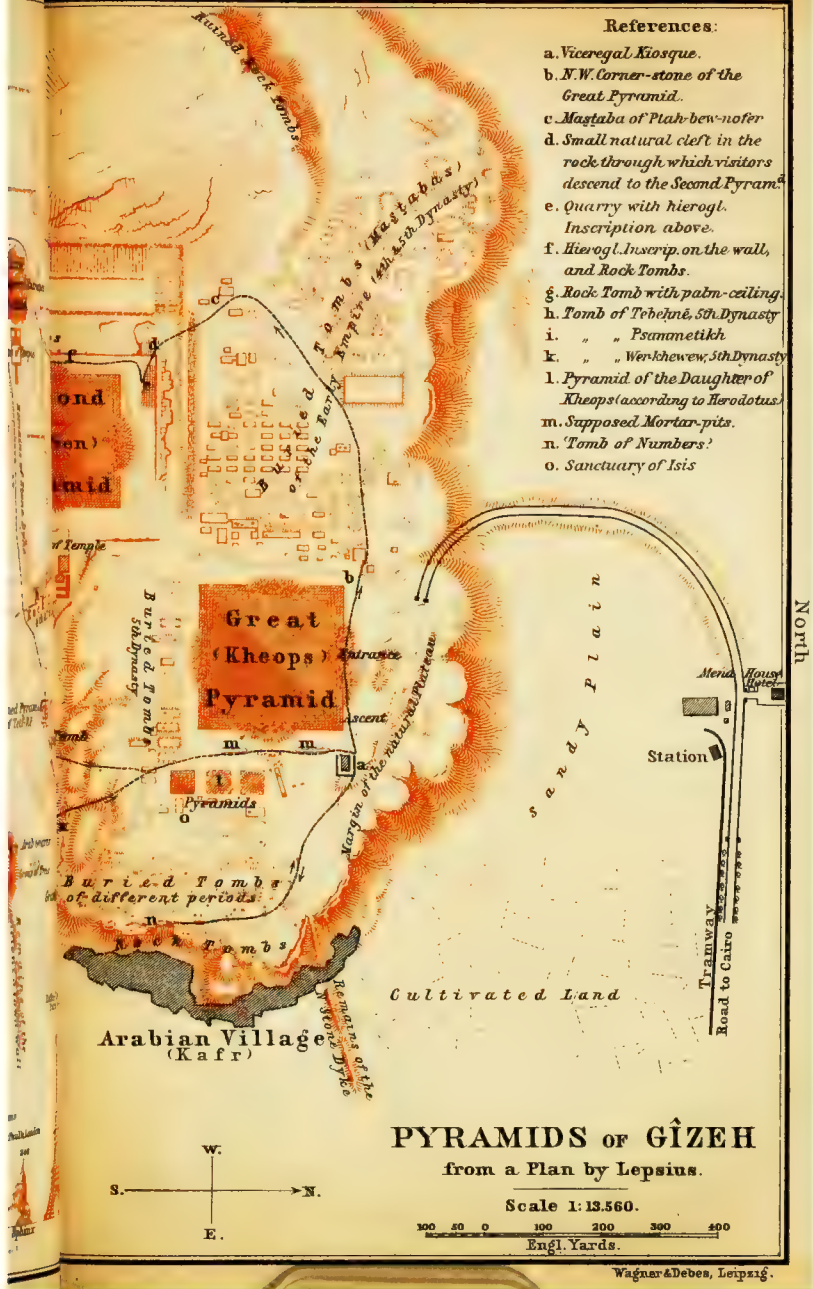 References:
a. Viceregal Kiosque.
b. N.W. Corner-stone of the
Great Pyramid.
c. Mastaba of Ptah-bew-nofer
d. Small natural cleft in the
rock through which visitors
descend to the Second Pyram.d
e. Quarry with hierogl.
Inscription above.
f. Hierogl. Inscrip. on the wall,
and Rock Tombs.
g. Rock Tomb with palm-ceiling.
h. Tomb of Tebehnē, 5th. Dynasty
i. „ „ Psammetikh
k. „ „ Werkhewew, 5th Dynasty
l. Pyramid of the Daughter of
Kheops (according to Herodotus)
m. Supposed Mortar-pits.
n. 'Tomb of Numbers'.
o. Sanctuary of Isis
Ruined Rock Tombs
Buried Tombs (Mastabas)
of the Early Empire (4th & 5th Dynasty)
c
d
e
f
ond
amid
of Temple
b
Buried Tombs
5th Dynasty
Great
(Kheops)
Pyramid
Entrance
Ascent
Margin of the natural Plateau
Sandy Plain
North
Mena House
Hotel
Station
Tomb
m
m
a
l
Pyramids
o
Buried Tombs
of different periods
n
Rock Tombs
Tramway
Road to Cairo
Cultivated Land
Arabian Village
(Kafr)
Remains of the
N. Stone Dyke
W.
S.
N.
E.
PYRAMIDS OF GÎZEH
from a Plan by Lepsius.
Scale 1:13.560.
100 50 0 100 200 300 400
Engl. Yards.
Wagner & Debes, Leipzig.